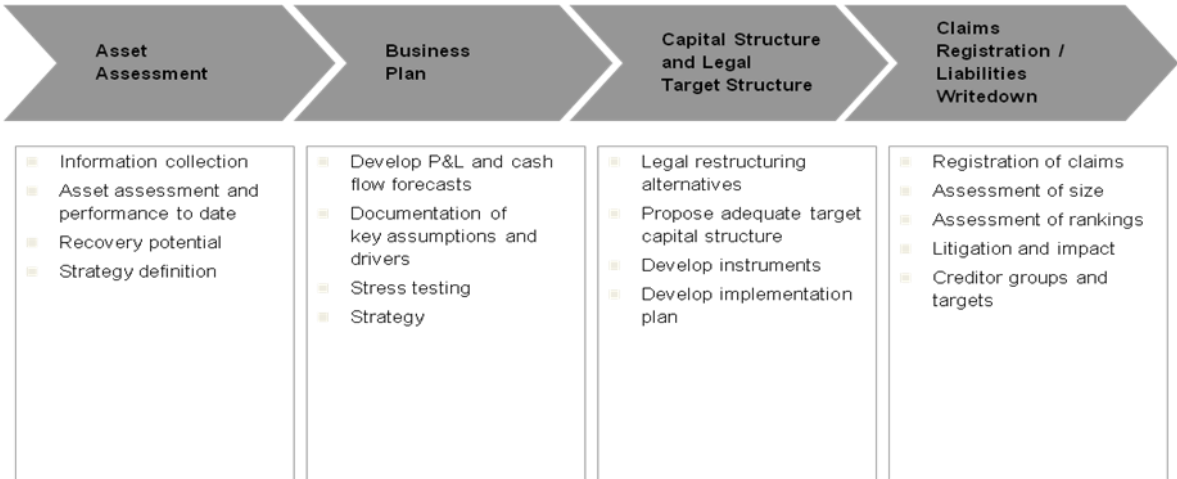 Asset
Assessment
Business
Plan
Capital Structure
and Legal
Target Structure
Claims
Registration /
Liabilities
Writedown
Information collection
Asset assessment and
performance to date
Recovery potential
Strategy definition
Develop P&L and cash
flow forecasts
Documentation of
key assumptions and
drivers
Stress testing
Strategy
Legal restructuring
alternatives
Propose adequate target
capital structure
Develop instruments
Develop implementation
plan
Registration of claims
Assessment of size
Assessment of rankings
Litigation and impact
Creditor groups and
targets